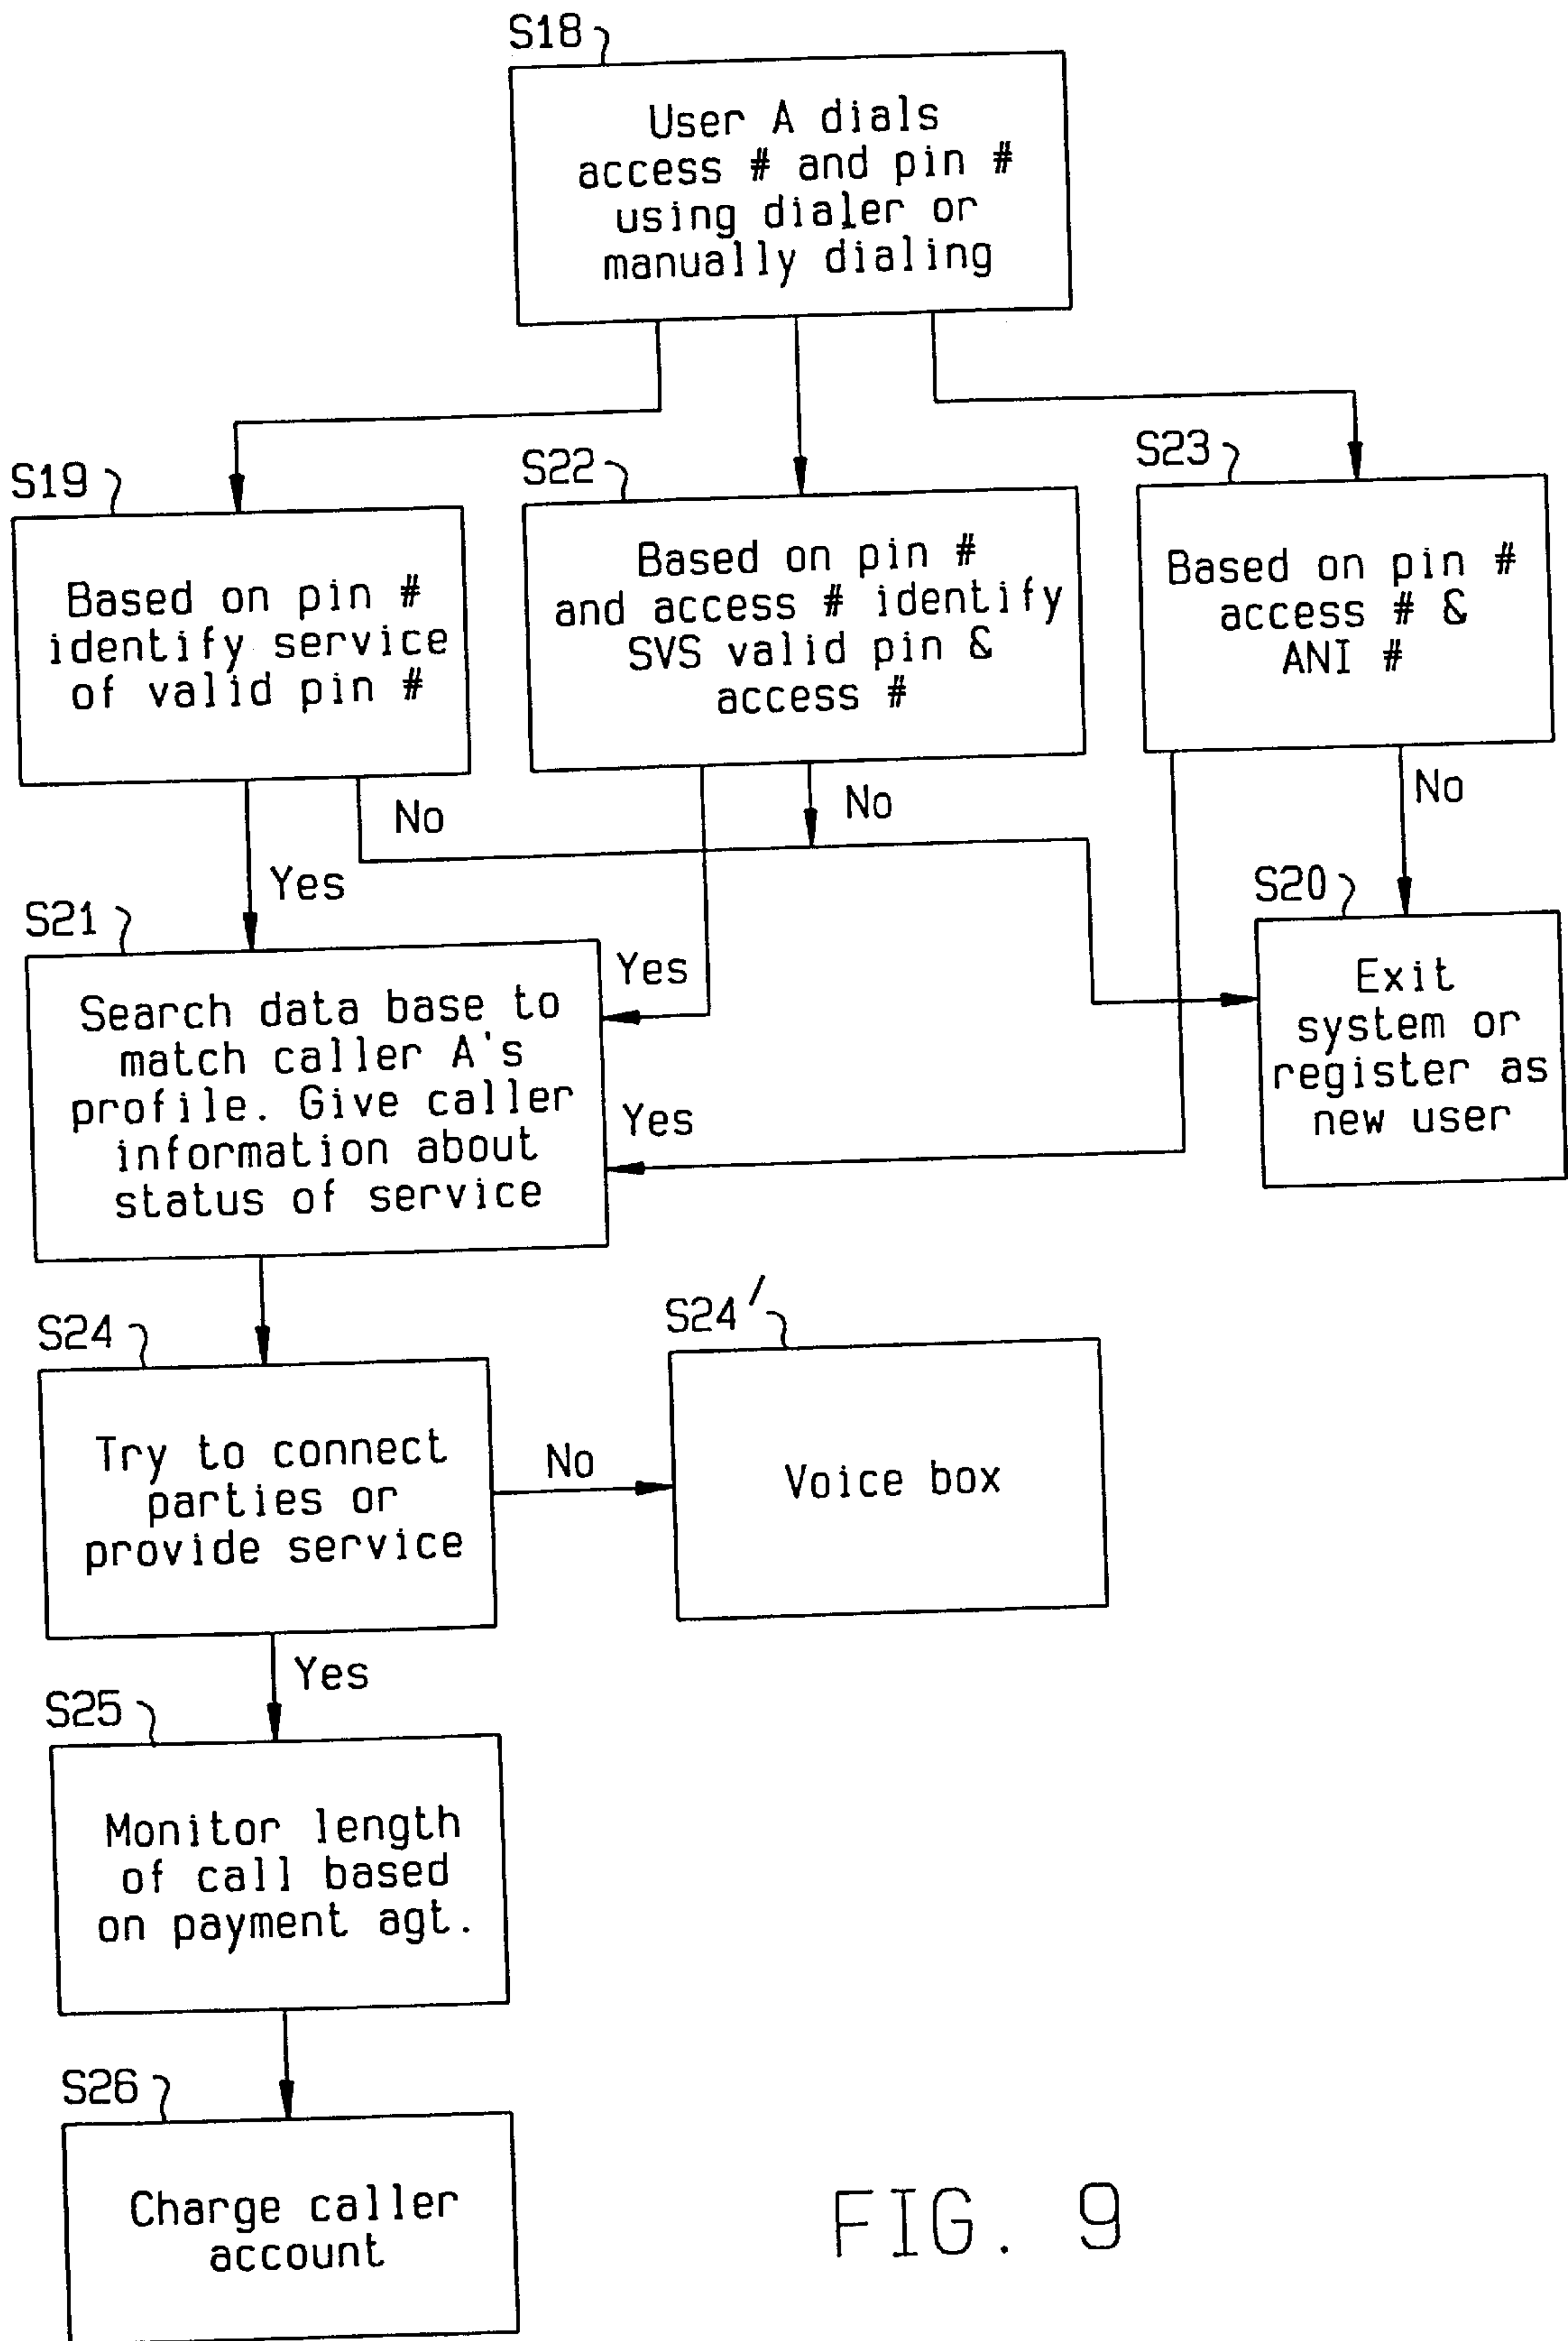 S18
User A dials
access # and pin #
using dialer or
manually dialing
S19
Based on pin #
identify service
of valid pin #
S22
Based on pin #
and access # identify
SVS valid pin &
access #
S23
Based on pin #
access # &
ANI #
No
No
No
Yes
S21
Search data base to
match caller A's
profile. Give caller
information about
status of service
Yes
Yes
S20
Exit
system or
register as
new user
S24
Try to connect
parties or
provide service
No
S24'
Voice box
Yes
S25
Monitor length
of call based
on payment agt.
S26
Charge caller
account
FIG. 9